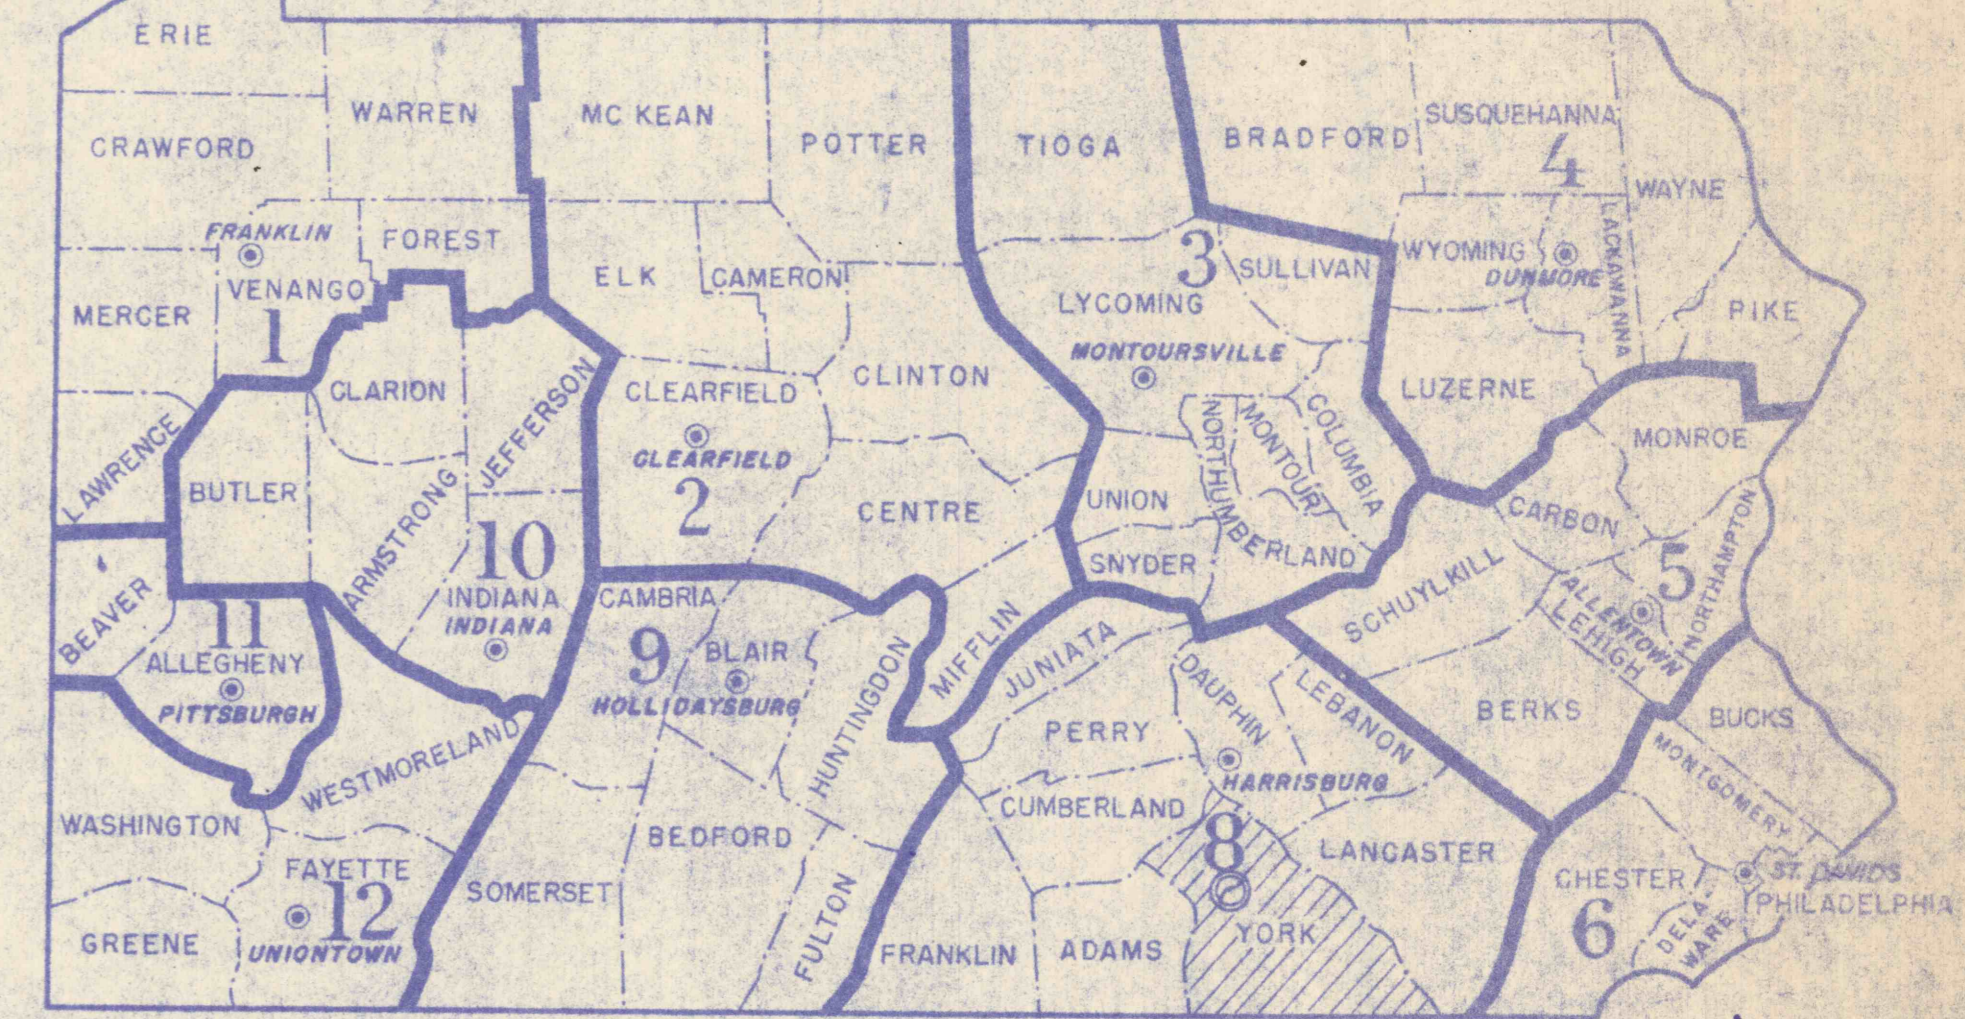 ERIE
WARREN
MC KEAN
POTTER
TIOGA
BRADFORD
SUSQUEHANNA
4
WAYNE
CRAWFORD
FRANKLIN
FOREST
VENANGO
1
MERCER
ELK
CAMERON
3
SULLIVAN
LYCOMING
MONTOURSVILLE
WYOMING
DUNMORE
LACKAWANNA
PIKE
LAWRENCE
BUTLER
CLARION
JEFFERSON
ARMSTRONG
10
INDIANA
INDIANA
CLEARFIELD
CLEARFIELD
2
CLINTON
CENTRE
UNION
SNYDER
NORTHUMBERLAND
MONTOUR
COLUMBIA
LUZERNE
MONROE
CARBON
5
NORTHAMPTON
ALLENTOWN
LEHIGH
SCHUYLKILL
BERKS
BEAVER
11
ALLEGHENY
PITTSBURGH
WESTMORELAND
WASHINGTON
FAYETTE
12
UNIONTOWN
GREENE
CAMBRIA
9
BLAIR
HOLLIDAYSBURG
HUNTINGDON
MIFFLIN
SOMERSET
BEDFORD
FULTON
JUNIATA
PERRY
DAUPHIN
LEBANON
HARRISBURG
CUMBERLAND
8
LANCASTER
YORK
ADAMS
FRANKLIN
BUCKS
MONTGOMERY
CHESTER
6
DELA-
WARE
ST. DAVIDS
PHILADELPHIA